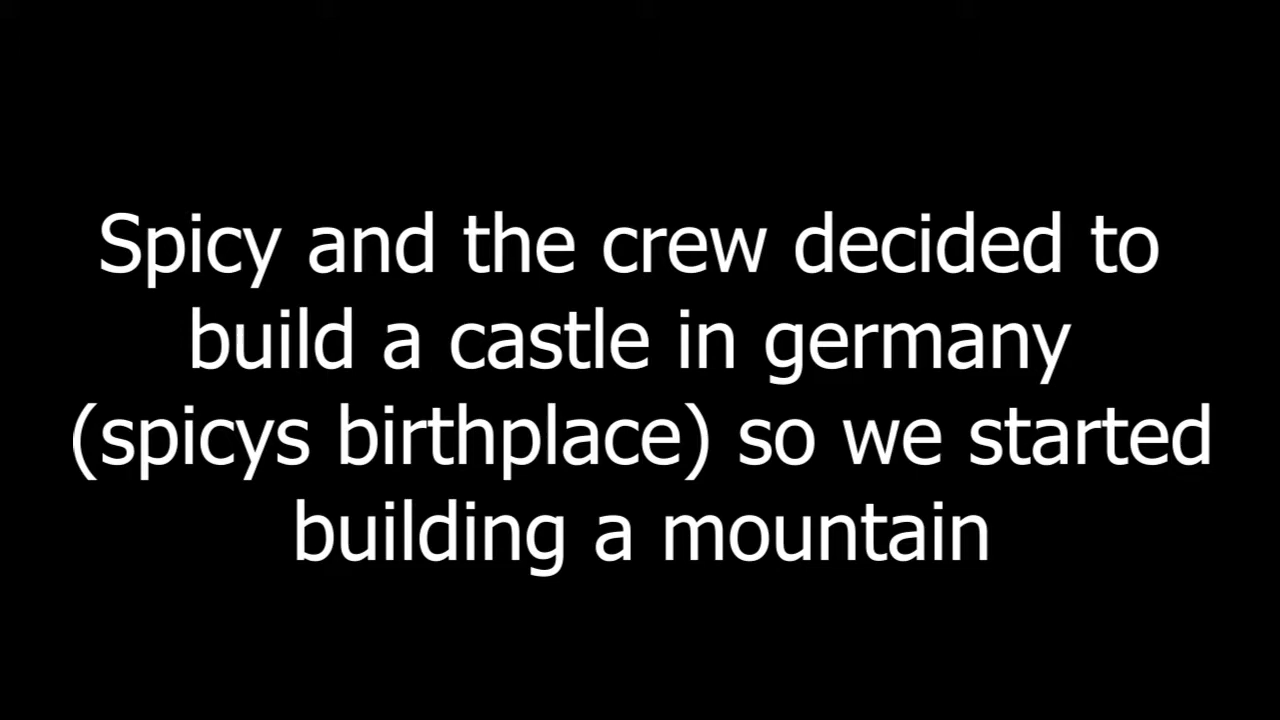 Spicy and the crew decided to
build a castle in germany
(spicys birthplace) so we started
building a mountain